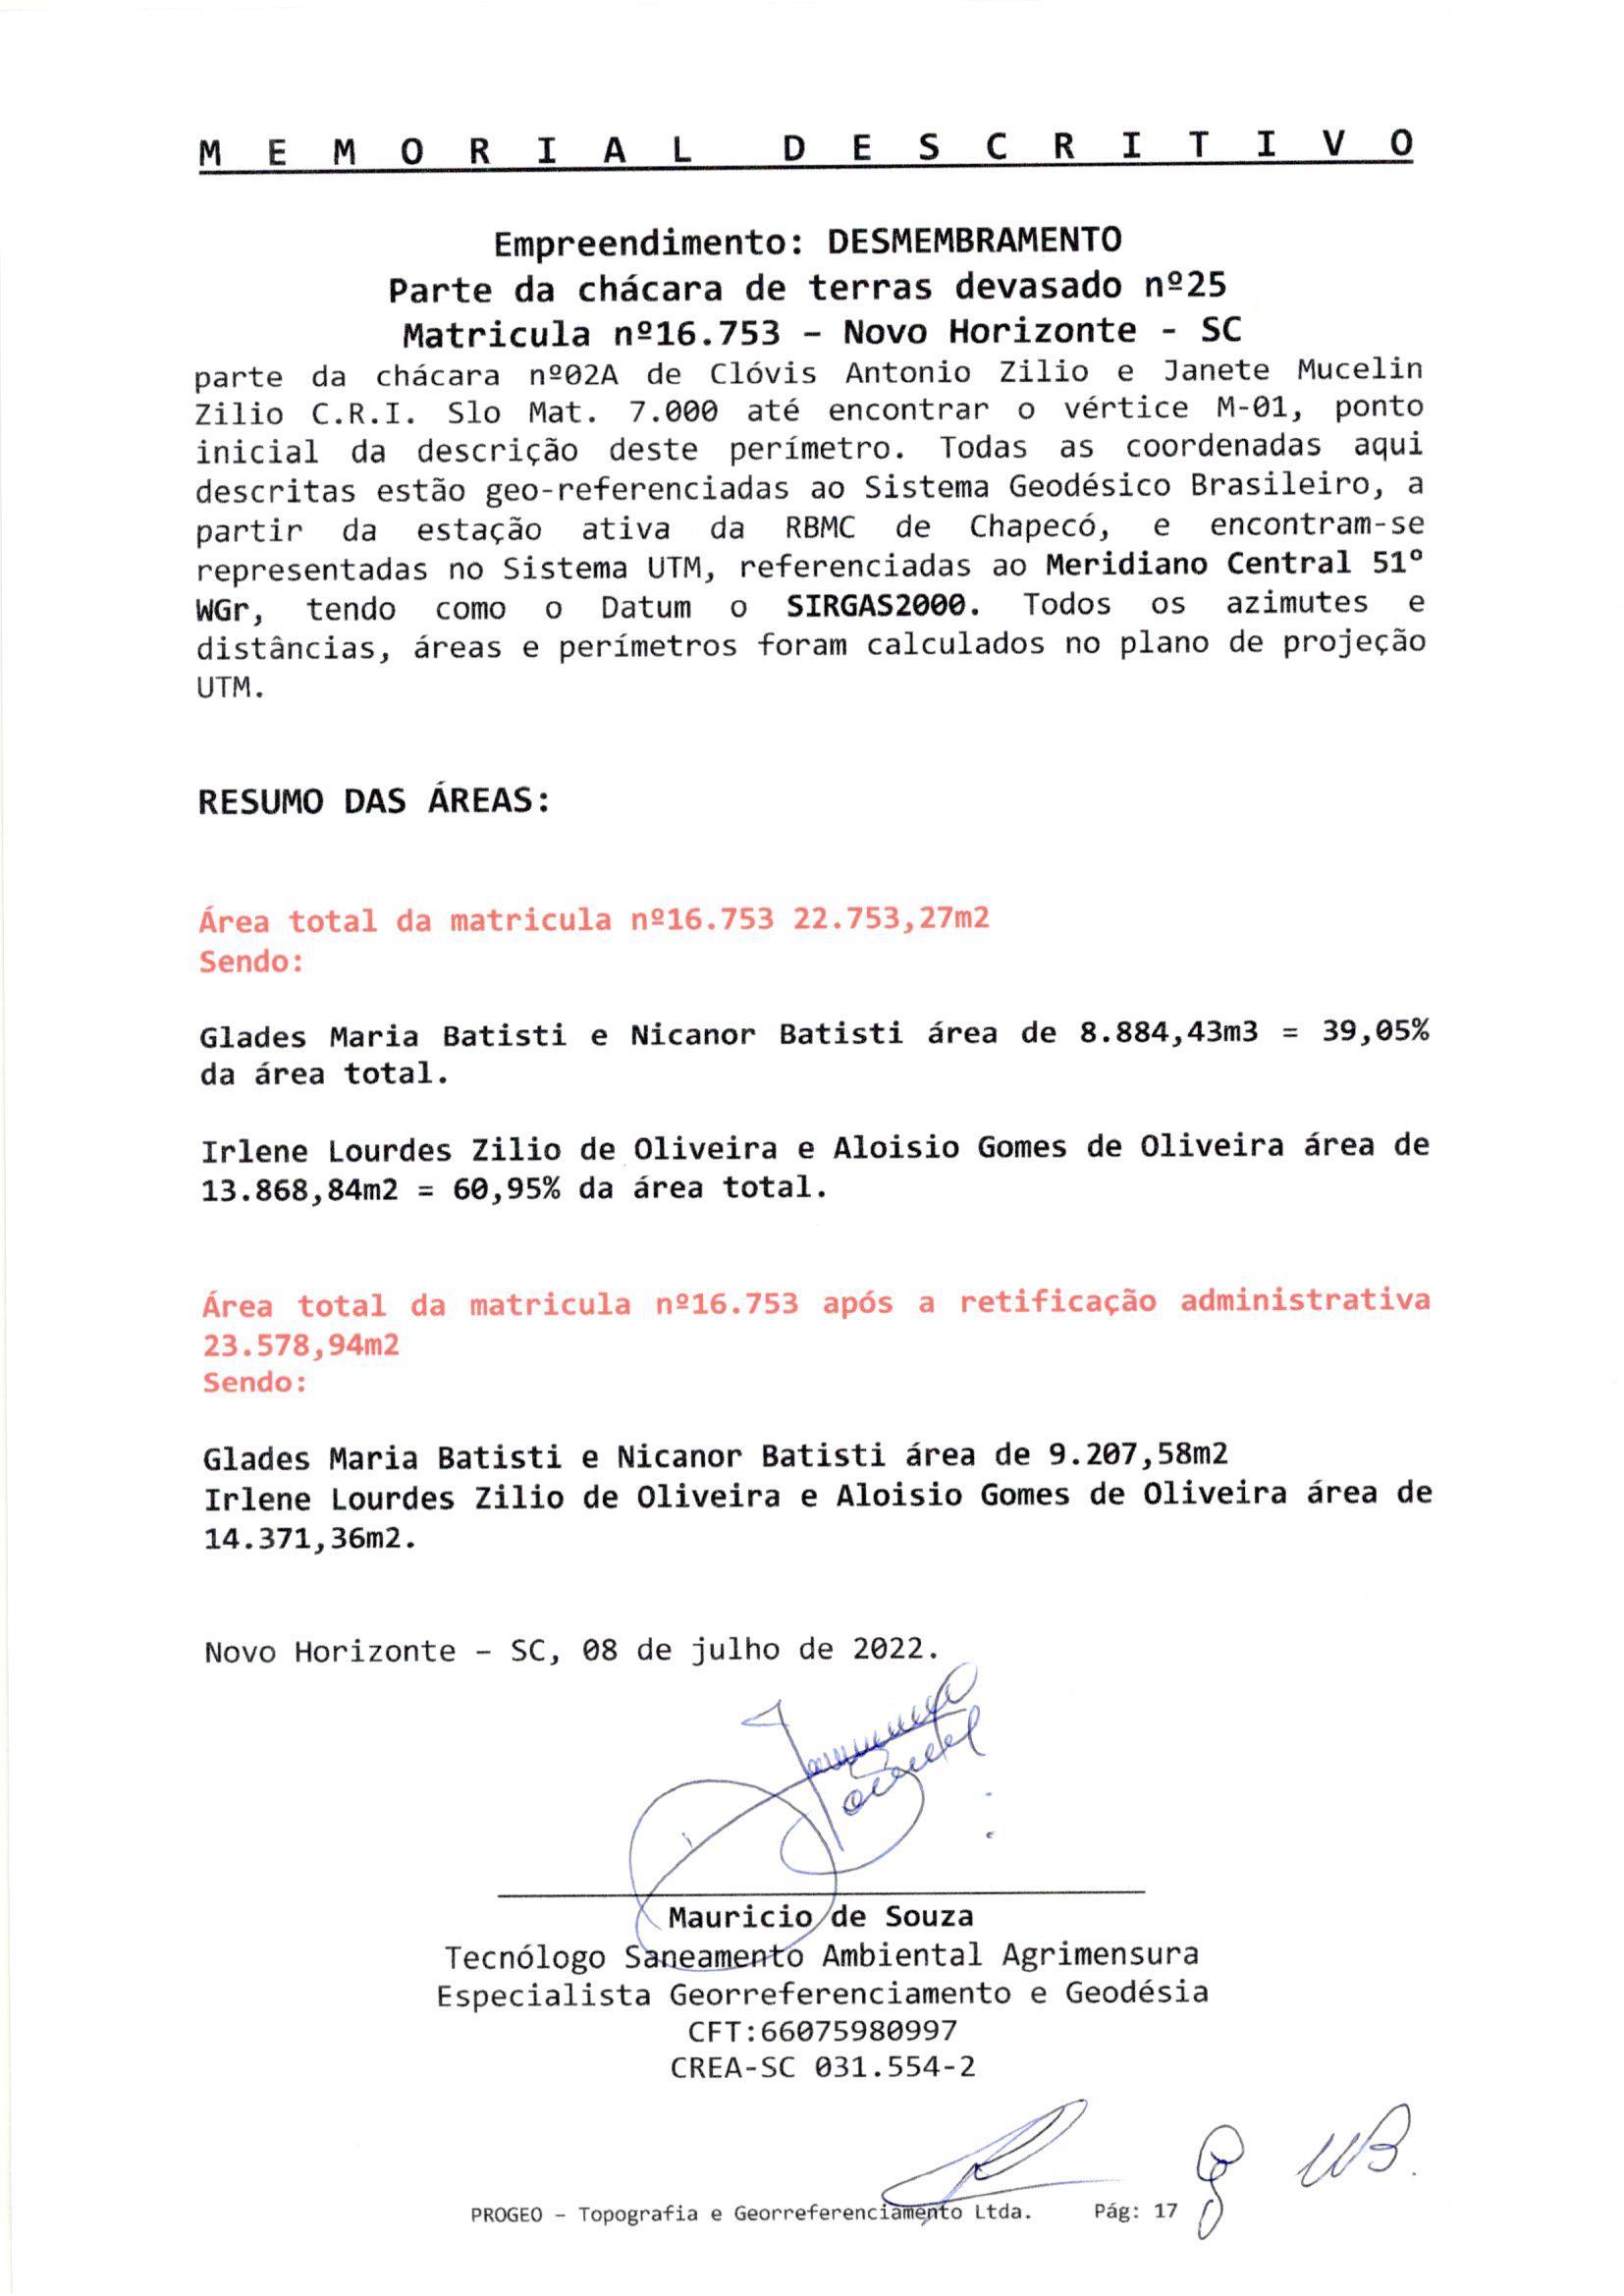 MEMORIAL DESCRITIVO
Empreendimento: DESMEMBRAMENTO
Parte da chácara de terras devasado nº25
Matricula nº16.753 – Novo Horizonte - SC
parte da chácara nº02A de Clóvis Antonio Zilio e Janete Mucelin
Zilio C.R.I. Slo Mat. 7.000 até encontrar o vértice M-01, ponto
inicial da descrição deste perímetro. Todas as coordenadas aqui
descritas estão geo-referenciadas ao Sistema Geodésico Brasileiro, a
partir da estação ativa da RBMC de Chapecó, e encontram-se
representadas no Sistema UTM, referenciadas ao Meridiano Central 51º
WGr, tendo como o Datum o SIRGAS2000. Todos os azimutes e
distâncias, áreas e perímetros foram calculados no plano de projeção
UTM.
RESUMO DAS ÁREAS:
Área total da matricula nº16.753 22.753,27m2
Sendo:
Glades Maria Batisti e Nicanor Batisti área de 8.884,43m3 = 39,05%
da área total.
Irlene Lourdes Zilio de Oliveira e Aloisio Gomes de Oliveira área de
13.868,84m2 = 60,95% da área total.
Área total da matricula nº16.753 após a retificação administrativa
23.578,94m2
Sendo:
Glades Maria Batisti e Nicanor Batisti área de 9.207,58m2
Irlene Lourdes Zilio de Oliveira e Aloisio Gomes de Oliveira área de
14.371,36m2.
Novo Horizonte – SC, 08 de julho de 2022.
Mauricio de Souza
Tecnólogo Saneamento Ambiental Agrimensura
Especialista Georreferenciamento e Geodésia
CFT:66075980997
CREA-SC 031.554-2
PROGEO – Topografia e Georreferenciamento Ltda. Pág: 17